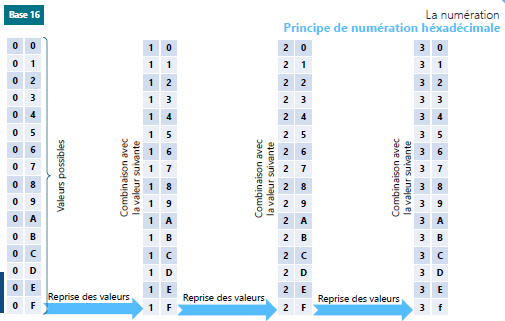 Base 16
La numération
Principe de numération héxadécimale
0 0 1 0 2 0 3 0
0 1 1 1 2 1 3 1
0 2 1 2 2 2 3 2
0 3 1 3 2 3 3 3
0 4 1 4 2 4 3 4
0 5 1 5 2 5 3 5
0 6 1 6 2 6 3 6
0 7 1 7 2 7 3 7
0 8 1 8 2 8 3 8
0 9 1 9 2 9 3 9
0 A 1 A 2 A 3 A
0 B 1 B 2 B 3 B
0 C 1 C 2 C 3 C
0 D 1 D 2 D 3 D
0 E 1 E 2 E 3 E
0 F 1 F 2 F 3 f
Valeurs possibles
Combinaison avec
la valeur suivante
Combinaison avec
la valeur suivante
Combinaison avec
la valeur suivante
Reprise des valeurs
Reprise des valeurs
Reprise des valeurs